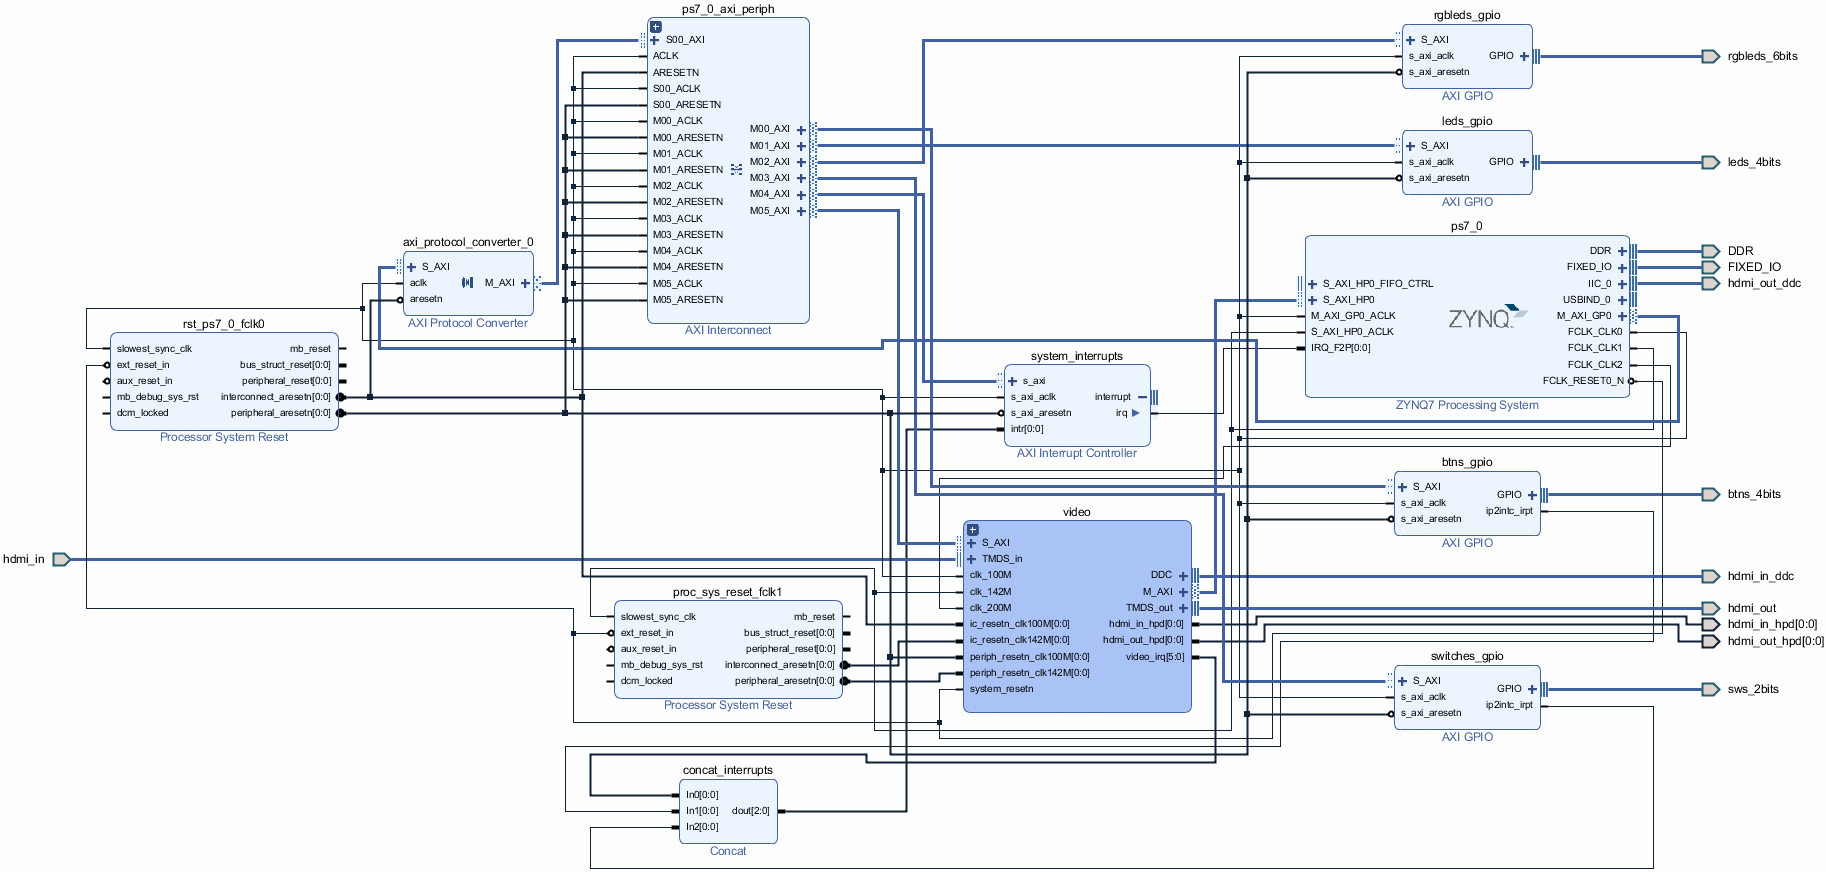 hdmi_in
rst_ps7_0_fclk0
slowest_sync_clk
ext_reset_in
aux_reset_in
mb_debug_sys_rst
dcm_locked
mb_reset
bus_struct_reset[0:0]
peripheral_reset[0:0]
interconnect_aresetn[0:0]
peripheral_aresetn[0:0]
Processor System Reset
axi_protocol_converter_0
S_AXI
aclk
aresetn
M_AXI
AXI Protocol Converter
ps7_0_axi_periph
S00_AXI
ACLK
ARESETN
S00_ACLK
S00_ARESETN
M00_ACLK
M00_ARESETN
M01_ACLK
M01_ARESETN
M02_ACLK
M02_ARESETN
M03_ACLK
M03_ARESETN
M04_ACLK
M04_ARESETN
M05_ACLK
M05_ARESETN
M00_AXI
M01_AXI
M02_AXI
M03_AXI
M04_AXI
M05_AXI
AXI Interconnect
proc_sys_reset_fclk1
slowest_sync_clk
ext_reset_in
aux_reset_in
mb_debug_sys_rst
dcm_locked
mb_reset
bus_struct_reset[0:0]
peripheral_reset[0:0]
interconnect_aresetn[0:0]
peripheral_aresetn[0:0]
Processor System Reset
concat_interrupts
In0[0:0]
In1[0:0]
In2[0:0]
dout[2:0]
Concat
system_interrupts
s_axi
s_axi_aclk
s_axi_aresetn
intr[0:0]
interrupt
irq
AXI Interrupt Controller
video
S_AXI
TMDS_in
clk_100M
clk_142M
clk_200M
ic_resetn_clk100M[0:0]
ic_resetn_clk142M[0:0]
periph_resetn_clk100M[0:0]
periph_resetn_clk142M[0:0]
system_resetn
DDC
M_AXI
TMDS_out
hdmi_in_hpd[0:0]
hdmi_out_hpd[0:0]
video_irq[5:0]
rgbleds_gpio
S_AXI
s_axi_aclk
s_axi_aresetn
GPIO
AXI GPIO
leds_gpio
S_AXI
s_axi_aclk
s_axi_aresetn
GPIO
AXI GPIO
ps7_0
S_AXI_HP0_FIFO_CTRL
S_AXI_HP0
M_AXI_GP0_ACLK
S_AXI_HP0_ACLK
IRQ_F2P[0:0]
ZYNQ
DDR
FIXED_IO
IIC_0
USBIND_0
M_AXI_GP0
FCLK_CLK0
FCLK_CLK1
FCLK_CLK2
FCLK_RESET0_N
ZYNQ7 Processing System
btns_gpio
S_AXI
s_axi_aclk
s_axi_aresetn
GPIO
ip2intc_irpt
AXI GPIO
switches_gpio
S_AXI
s_axi_aclk
s_axi_aresetn
GPIO
ip2intc_irpt
AXI GPIO
rgbleds_6bits
leds_4bits
DDR
FIXED_IO
hdmi_out_ddc
btns_4bits
hdmi_in_ddc
hdmi_out
hdmi_in_hpd[0:0]
hdmi_out_hpd[0:0]
sws_2bits